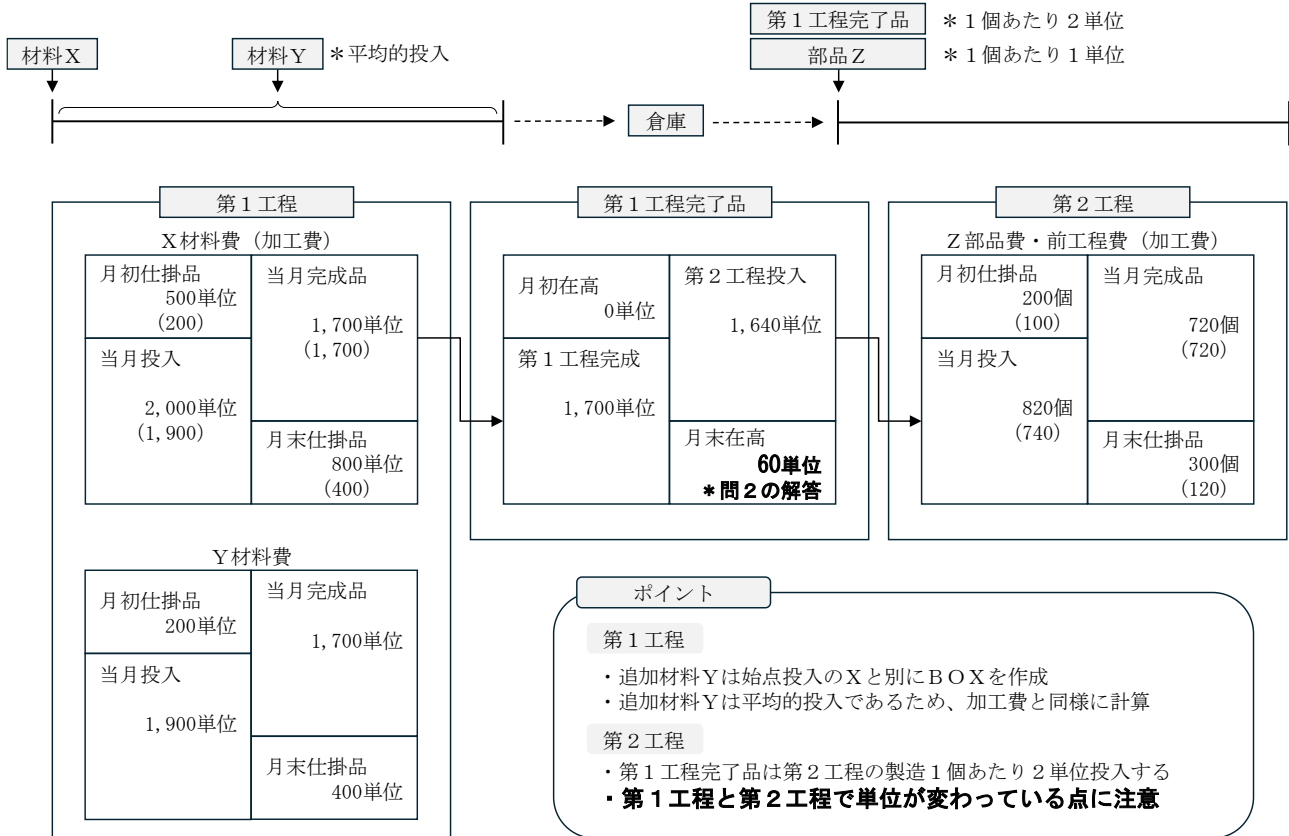 第１工程完了品 ＊１個あたり２単位
材料Ｘ 材料Ｙ ＊平均的投入 部品Ｚ ＊１個あたり１単位
倉庫
第１工程
Ｘ材料費（加工費）
月初仕掛品
500単位
(200)
当月投入
2,000単位
(1,900)
当月完成品
1,700単位
(1,700)
月末仕掛品
800単位
(400)
Ｙ材料費
月初仕掛品
200単位
当月投入
1,900単位
当月完成品
1,700単位
月末仕掛品
400単位
第１工程完了品
月初在高
0単位
第１工程完成
1,700単位
第２工程投入
1,640単位
月末在高
60単位
＊問２の解答
第２工程
Ｚ部品費・前工程費（加工費）
月初仕掛品
200個
(100)
当月投入
820個
(740)
当月完成品
720個
(720)
月末仕掛品
300個
(120)
ポイント
第１工程
・追加材料Ｙは始点投入のＸと別にＢＯＸを作成
・追加材料Ｙは平均的投入であるため、加工費と同様に計算
第２工程
・第１工程完了品は第２工程の製造１個あたり２単位投入する
・第１工程と第２工程で単位が変わっている点に注意